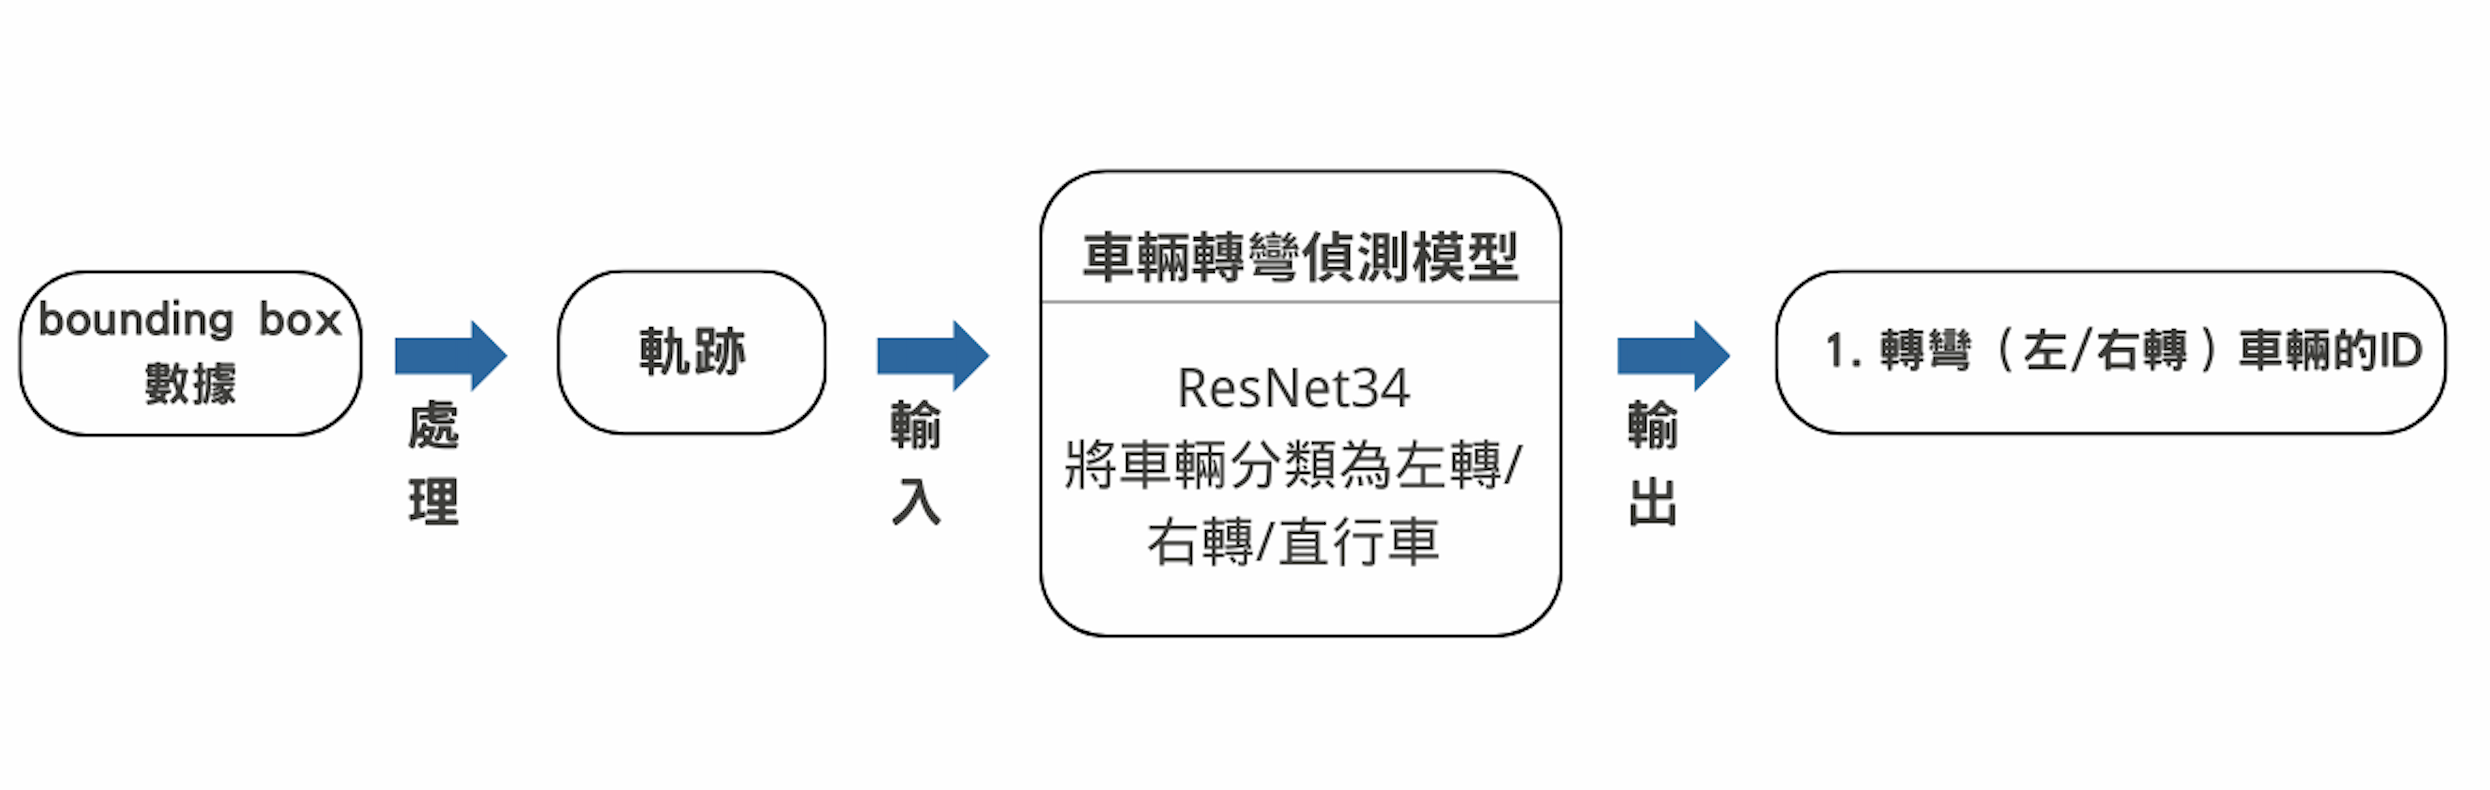 bounding box
數據
處
理
軌跡
輸
入
車輛轉彎偵測模型
ResNet34
將車輛分類為左轉/
右轉/直行車
輸
出
1. 轉彎（左/右轉）車輛的ID